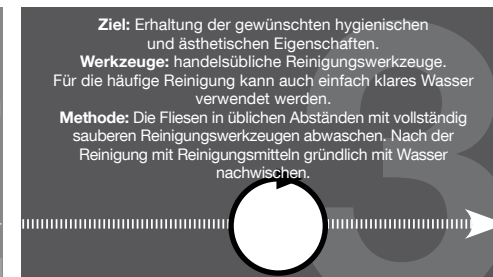 Ziel: Erhaltung der gewünschten hygienischen
und ästhetischen Eigenschaften.
Werkzeuge: handelsübliche Reinigungswerkzeuge.
Für die häufige Reinigung kann auch einfach klares Wasser
verwendet werden.
Methode: Die Fliesen in üblichen Abständen mit vollständig
sauberen Reinigungswerkzeugen abwaschen. Nach der
Reinigung mit Reinigungsmitteln gründlich mit Wasser
nachwischen.
3